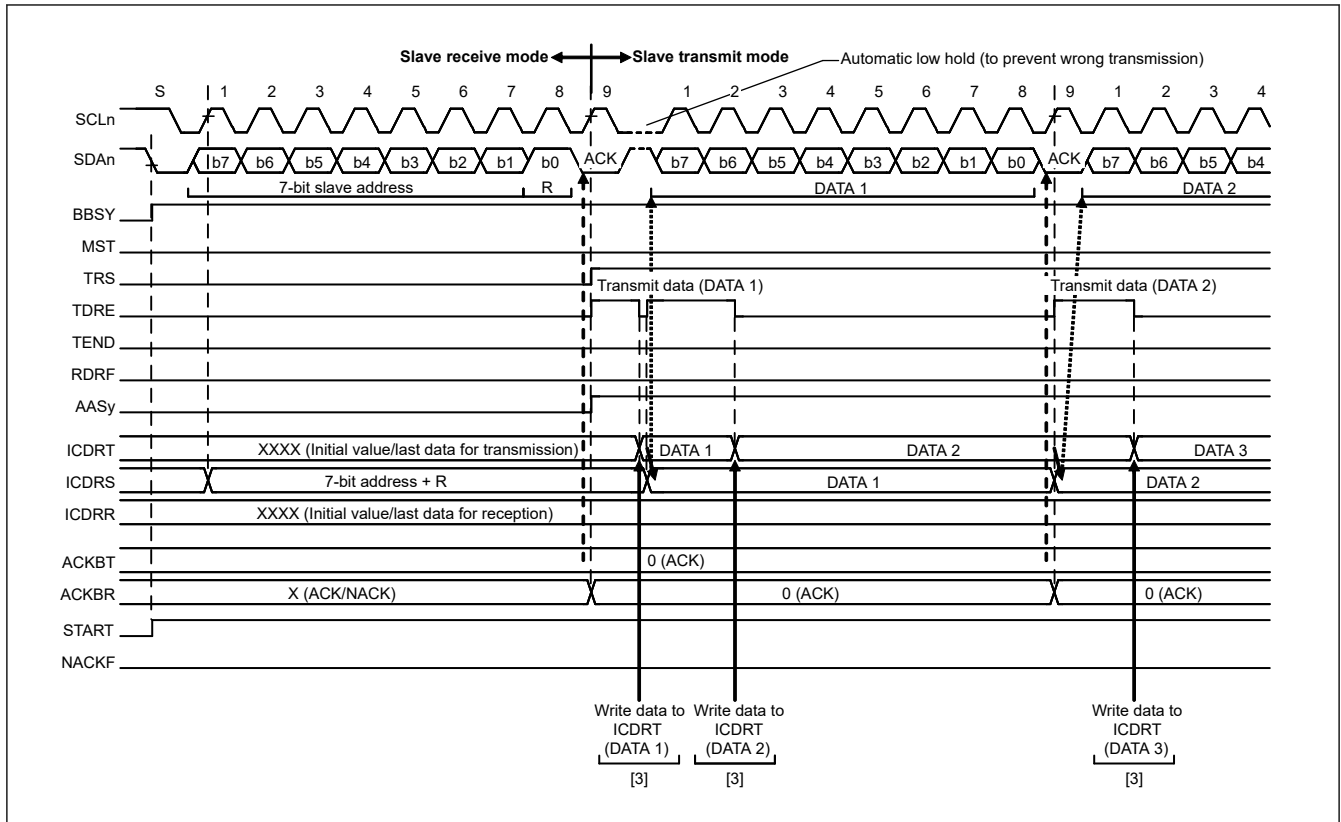 Slave receive mode Slave transmit mode
Automatic low hold (to prevent wrong transmission)
S 1 2 3 4 5 6 7 8 9 1 2 3 4 5 6 7 8 9 1 2 3 4
SCLn
SDAn b7 b6 b5 b4 b3 b2 b1 b0 ACK b7 b6 b5 b4 b3 b2 b1 b0 ACK b7 b6 b5 b4
7-bit slave address R DATA 1 DATA 2
BBSY
MST
TRS
Transmit data (DATA 1) Transmit data (DATA 2)
TDRE
TEND
RDRF
AASy
ICDRT XXXX (Initial value/last data for transmission) DATA 1 DATA 2 DATA 3
ICDRS 7-bit address + R DATA 1 DATA 2
ICDRR XXXX (Initial value/last data for reception)
ACKBT 0 (ACK)
ACKBR X (ACK/NACK) 0 (ACK) 0 (ACK)
START
NACKF
Write data to Write data to Write data to
ICDRT ICDRT ICDRT
(DATA 1) (DATA 2) (DATA 3)
[3] [3] [3]